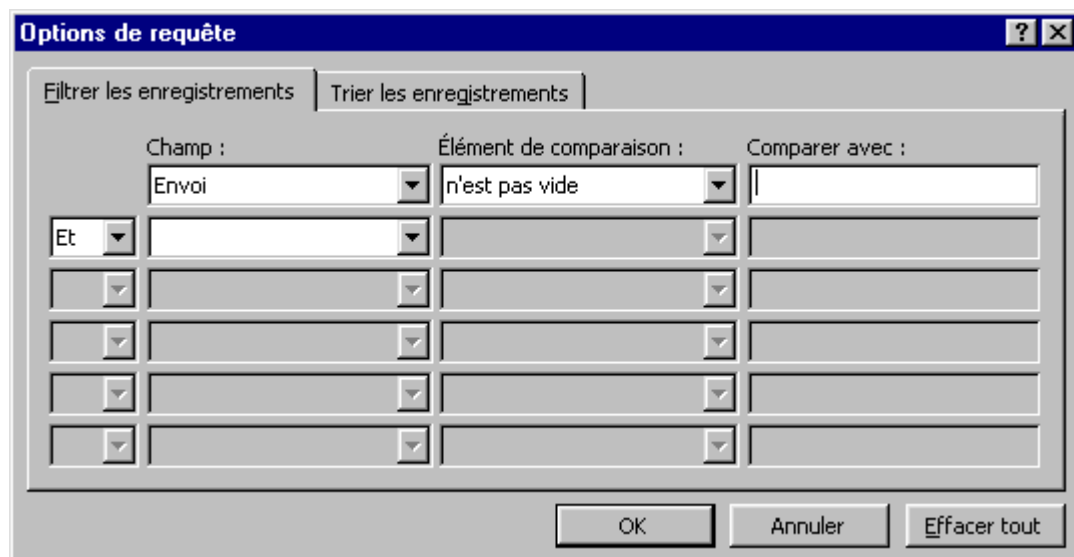 Options de requête
Filtrer les enregistrements Trier les enregistrements
Champ : Élément de comparaison : Comparer avec :
Envoi n'est pas vide
Et
OK Annuler Effacer tout